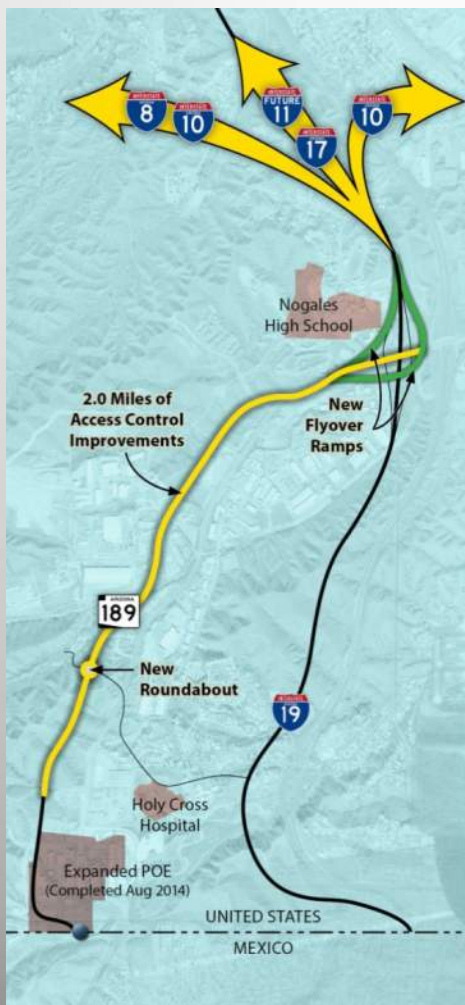 INTERSTATE
8
INTERSTATE
10
INTERSTATE
FUTURE
11
INTERSTATE
17
INTERSTATE
10
Nogales
High School
2.0 Miles of
Access Control
Improvements
New
Flyover
Ramps
ARIZONA
189
New
Roundabout
INTERSTATE
19
Holy Cross
Hospital
Expanded POE
(Completed Aug 2014)
UNITED STATES
MEXICO